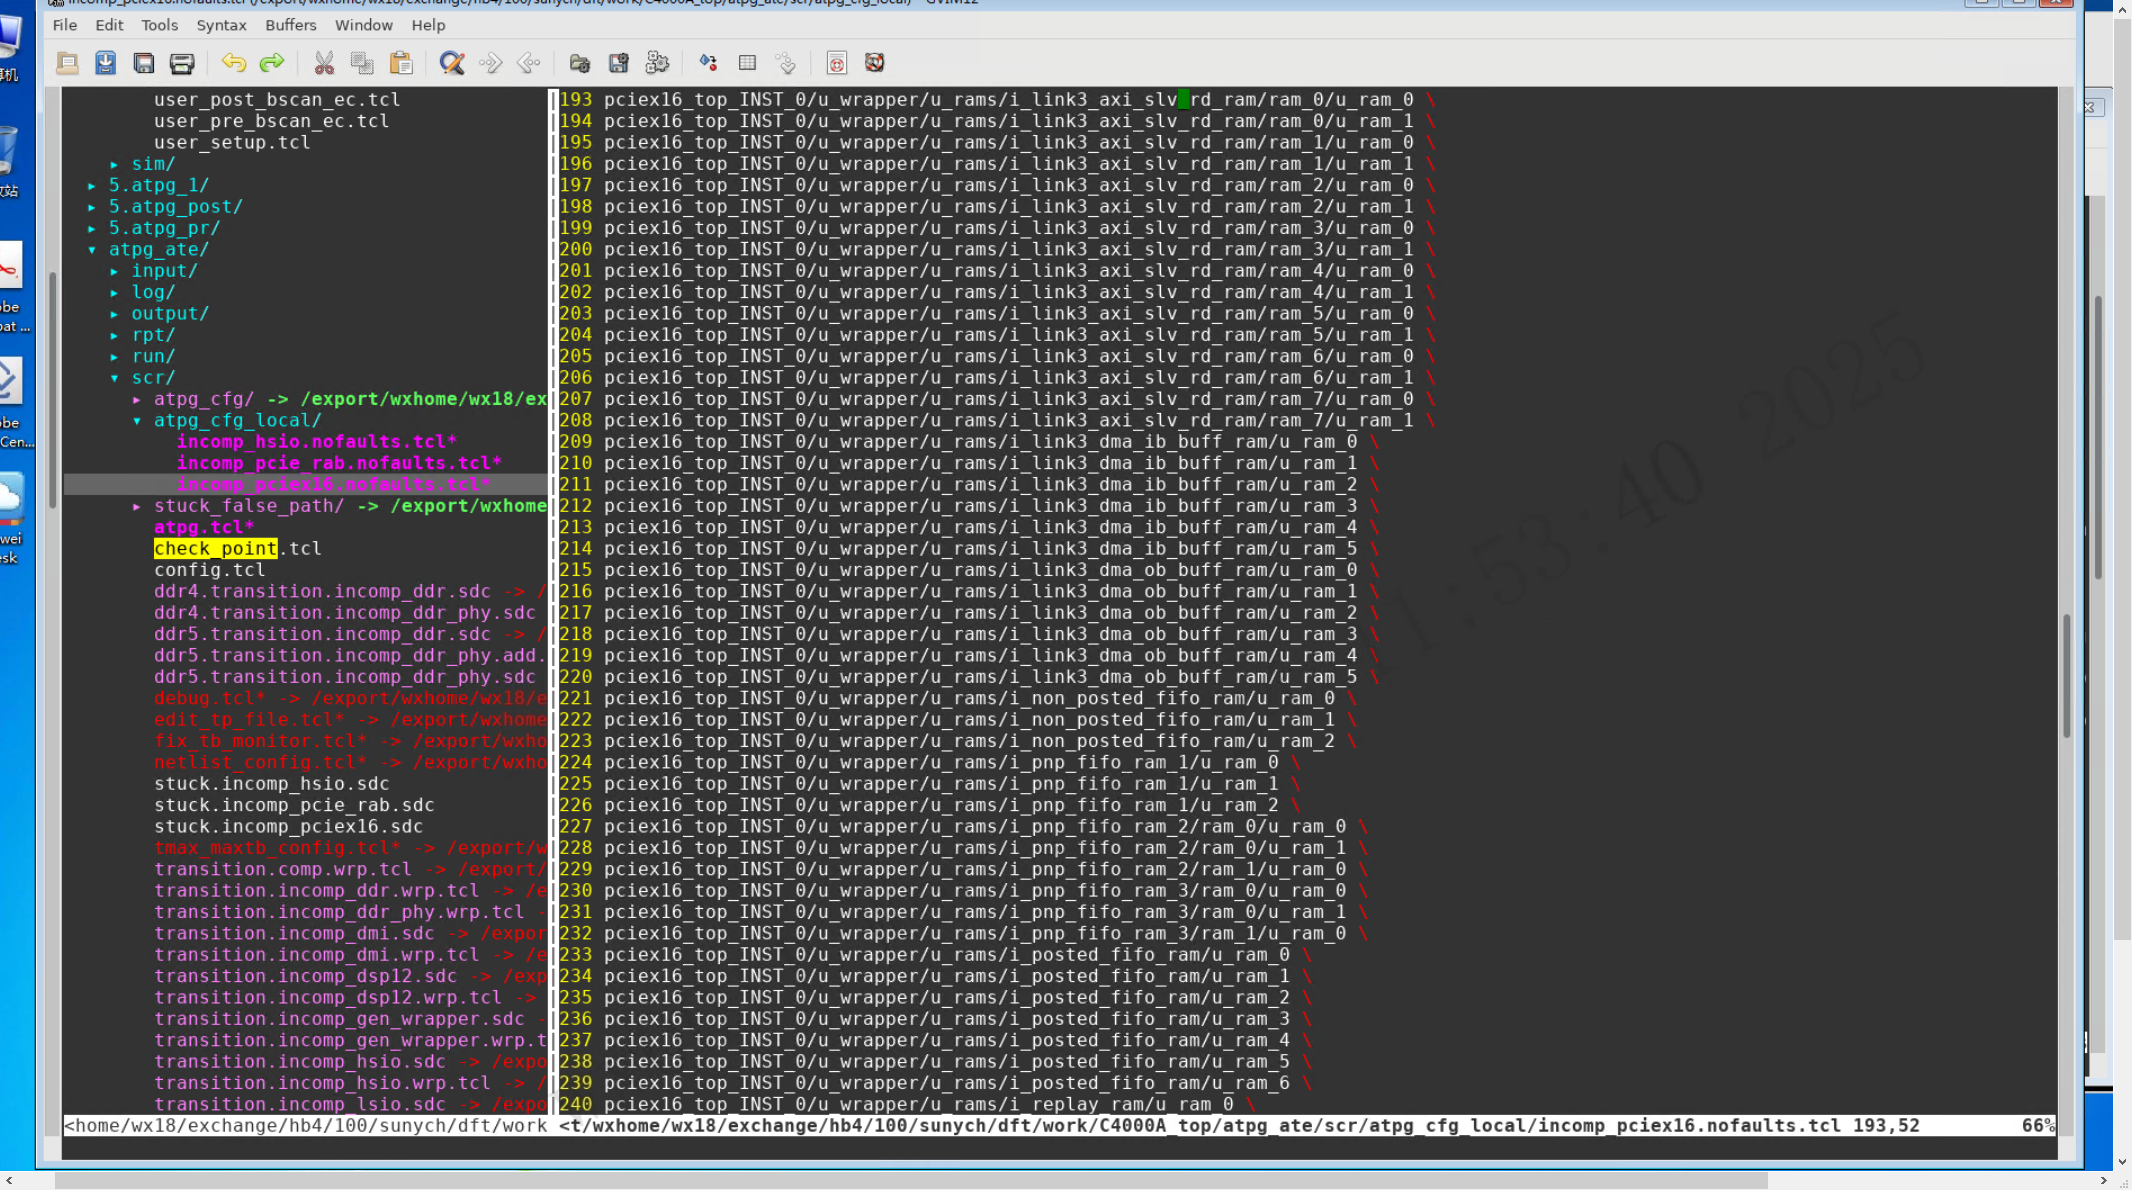 File Edit Tools Syntax Buffers Window Help
user_post_bscan_ec.tcl
user_pre_bscan_ec.tcl
user_setup.tcl
▸ sim/
▸ 5.atpg_1/
▸ 5.atpg_post/
▸ 5.atpg_pr/
▾ atpg_ate/
▸ input/
▸ log/
▸ output/
▸ rpt/
▸ run/
▾ scr/
▸ atpg_cfg/ -> /export/wxhome/wx18/ex
▾ atpg_cfg_local/
incomp_hsio.nofaults.tcl*
incomp_pcie_rab.nofaults.tcl*
incomp_pciex16.nofaults.tcl*
▸ stuck_false_path/ -> /export/wxhome
atpg.tcl*
check_point.tcl
config.tcl
ddr4.transition.incomp_ddr.sdc -> /
ddr4.transition.incomp_ddr_phy.sdc
ddr5.transition.incomp_ddr.sdc -> /
ddr5.transition.incomp_ddr_phy.add.
ddr5.transition.incomp_ddr_phy.sdc
debug.tcl* -> /export/wxhome/wx18/e
edit_tp_file.tcl* -> /export/wxhome
fix_tb_monitor.tcl* -> /export/wxho
netlist_config.tcl* -> /export/wxho
stuck.incomp_hsio.sdc
stuck.incomp_pcie_rab.sdc
stuck.incomp_pciex16.sdc
tmax_maxtb_config.tcl* -> /export/w
transition.comp.wrp.tcl -> /export/
transition.incomp_ddr.wrp.tcl -> /e
transition.incomp_ddr_phy.wrp.tcl -
transition.incomp_dmi.sdc -> /expor
transition.incomp_dmi.wrp.tcl -> /e
transition.incomp_dsp12.sdc -> /exp
transition.incomp_dsp12.wrp.tcl ->
transition.incomp_gen_wrapper.sdc -
transition.incomp_gen_wrapper.wrp.t
transition.incomp_hsio.sdc -> /expo
transition.incomp_hsio.wrp.tcl -> /
transition.incomp_lsio.sdc -> /expo
193 pciex16_top_INST_0/u_wrapper/u_rams/i_link3_axi_slv_rd_ram/ram_0/u_ram_0 \
194 pciex16_top_INST_0/u_wrapper/u_rams/i_link3_axi_slv_rd_ram/ram_0/u_ram_1 \
195 pciex16_top_INST_0/u_wrapper/u_rams/i_link3_axi_slv_rd_ram/ram_1/u_ram_0 \
196 pciex16_top_INST_0/u_wrapper/u_rams/i_link3_axi_slv_rd_ram/ram_1/u_ram_1 \
197 pciex16_top_INST_0/u_wrapper/u_rams/i_link3_axi_slv_rd_ram/ram_2/u_ram_0 \
198 pciex16_top_INST_0/u_wrapper/u_rams/i_link3_axi_slv_rd_ram/ram_2/u_ram_1 \
199 pciex16_top_INST_0/u_wrapper/u_rams/i_link3_axi_slv_rd_ram/ram_3/u_ram_0 \
200 pciex16_top_INST_0/u_wrapper/u_rams/i_link3_axi_slv_rd_ram/ram_3/u_ram_1 \
201 pciex16_top_INST_0/u_wrapper/u_rams/i_link3_axi_slv_rd_ram/ram_4/u_ram_0 \
202 pciex16_top_INST_0/u_wrapper/u_rams/i_link3_axi_slv_rd_ram/ram_4/u_ram_1 \
203 pciex16_top_INST_0/u_wrapper/u_rams/i_link3_axi_slv_rd_ram/ram_5/u_ram_0 \
204 pciex16_top_INST_0/u_wrapper/u_rams/i_link3_axi_slv_rd_ram/ram_5/u_ram_1 \
205 pciex16_top_INST_0/u_wrapper/u_rams/i_link3_axi_slv_rd_ram/ram_6/u_ram_0 \
206 pciex16_top_INST_0/u_wrapper/u_rams/i_link3_axi_slv_rd_ram/ram_6/u_ram_1 \
207 pciex16_top_INST_0/u_wrapper/u_rams/i_link3_axi_slv_rd_ram/ram_7/u_ram_0 \
208 pciex16_top_INST_0/u_wrapper/u_rams/i_link3_axi_slv_rd_ram/ram_7/u_ram_1 \
209 pciex16_top_INST_0/u_wrapper/u_rams/i_link3_dma_ib_buff_ram/u_ram_0 \
210 pciex16_top_INST_0/u_wrapper/u_rams/i_link3_dma_ib_buff_ram/u_ram_1 \
211 pciex16_top_INST_0/u_wrapper/u_rams/i_link3_dma_ib_buff_ram/u_ram_2 \
212 pciex16_top_INST_0/u_wrapper/u_rams/i_link3_dma_ib_buff_ram/u_ram_3 \
213 pciex16_top_INST_0/u_wrapper/u_rams/i_link3_dma_ib_buff_ram/u_ram_4 \
214 pciex16_top_INST_0/u_wrapper/u_rams/i_link3_dma_ib_buff_ram/u_ram_5 \
215 pciex16_top_INST_0/u_wrapper/u_rams/i_link3_dma_ob_buff_ram/u_ram_0 \
216 pciex16_top_INST_0/u_wrapper/u_rams/i_link3_dma_ob_buff_ram/u_ram_1 \
217 pciex16_top_INST_0/u_wrapper/u_rams/i_link3_dma_ob_buff_ram/u_ram_2 \
218 pciex16_top_INST_0/u_wrapper/u_rams/i_link3_dma_ob_buff_ram/u_ram_3 \
219 pciex16_top_INST_0/u_wrapper/u_rams/i_link3_dma_ob_buff_ram/u_ram_4 \
220 pciex16_top_INST_0/u_wrapper/u_rams/i_link3_dma_ob_buff_ram/u_ram_5 \
221 pciex16_top_INST_0/u_wrapper/u_rams/i_non_posted_fifo_ram/u_ram_0 \
222 pciex16_top_INST_0/u_wrapper/u_rams/i_non_posted_fifo_ram/u_ram_1 \
223 pciex16_top_INST_0/u_wrapper/u_rams/i_non_posted_fifo_ram/u_ram_2 \
224 pciex16_top_INST_0/u_wrapper/u_rams/i_pnp_fifo_ram_1/u_ram_0 \
225 pciex16_top_INST_0/u_wrapper/u_rams/i_pnp_fifo_ram_1/u_ram_1 \
226 pciex16_top_INST_0/u_wrapper/u_rams/i_pnp_fifo_ram_1/u_ram_2 \
227 pciex16_top_INST_0/u_wrapper/u_rams/i_pnp_fifo_ram_2/ram_0/u_ram_0 \
228 pciex16_top_INST_0/u_wrapper/u_rams/i_pnp_fifo_ram_2/ram_0/u_ram_1 \
229 pciex16_top_INST_0/u_wrapper/u_rams/i_pnp_fifo_ram_2/ram_1/u_ram_0 \
230 pciex16_top_INST_0/u_wrapper/u_rams/i_pnp_fifo_ram_3/ram_0/u_ram_0 \
231 pciex16_top_INST_0/u_wrapper/u_rams/i_pnp_fifo_ram_3/ram_0/u_ram_1 \
232 pciex16_top_INST_0/u_wrapper/u_rams/i_pnp_fifo_ram_3/ram_1/u_ram_0 \
233 pciex16_top_INST_0/u_wrapper/u_rams/i_posted_fifo_ram/u_ram_0 \
234 pciex16_top_INST_0/u_wrapper/u_rams/i_posted_fifo_ram/u_ram_1 \
235 pciex16_top_INST_0/u_wrapper/u_rams/i_posted_fifo_ram/u_ram_2 \
236 pciex16_top_INST_0/u_wrapper/u_rams/i_posted_fifo_ram/u_ram_3 \
237 pciex16_top_INST_0/u_wrapper/u_rams/i_posted_fifo_ram/u_ram_4 \
238 pciex16_top_INST_0/u_wrapper/u_rams/i_posted_fifo_ram/u_ram_5 \
239 pciex16_top_INST_0/u_wrapper/u_rams/i_posted_fifo_ram/u_ram_6 \
240 pciex16_top_INST_0/u_wrapper/u_rams/i_replay_ram/u_ram_0 \
<home/wx18/exchange/hb4/100/sunych/dft/work <t/wxhome/wx18/exchange/hb4/100/sunych/dft/work/C4000A_top/atpg_ate/scr/atpg_cfg_local/incomp_pciex16.nofaults.tcl 193,52 66%
:53:40 2025